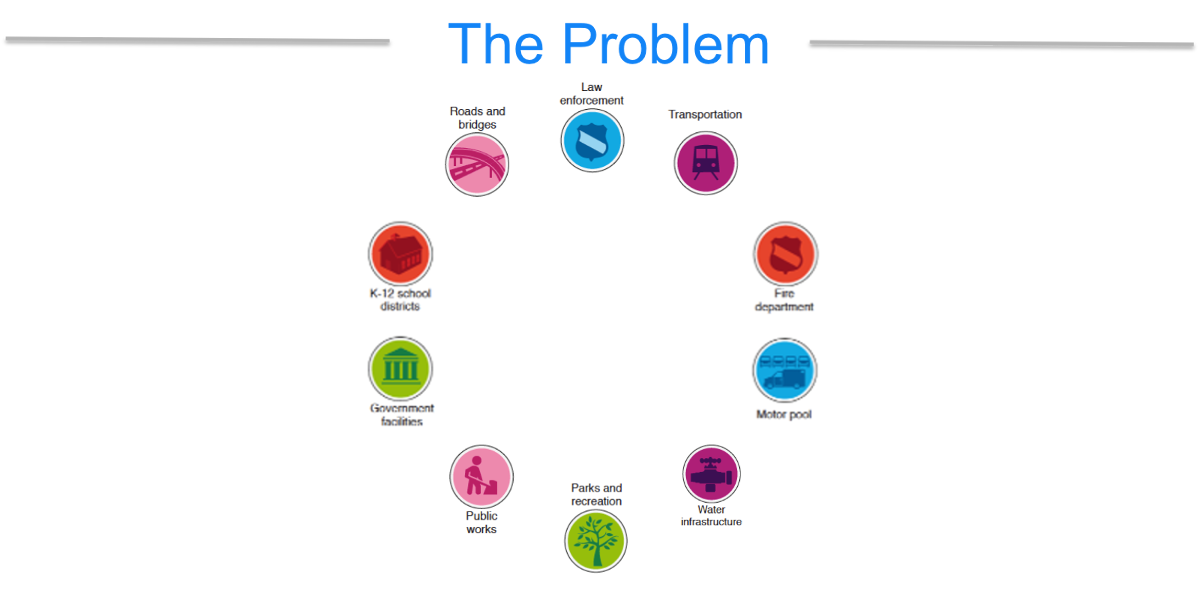 The Problem
Law
enforcement
Roads and
bridges
Transportation
K-12 school
districts
Fire
department
Government
facilities
Motor pool
Public
works
Parks and
recreation
Water
infrastructure